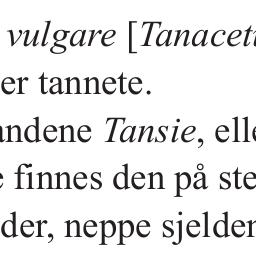 vulgare [Tanacet
er tannete.
andene Tansie, elle
e finnes den på ste
der, neppe sjelden